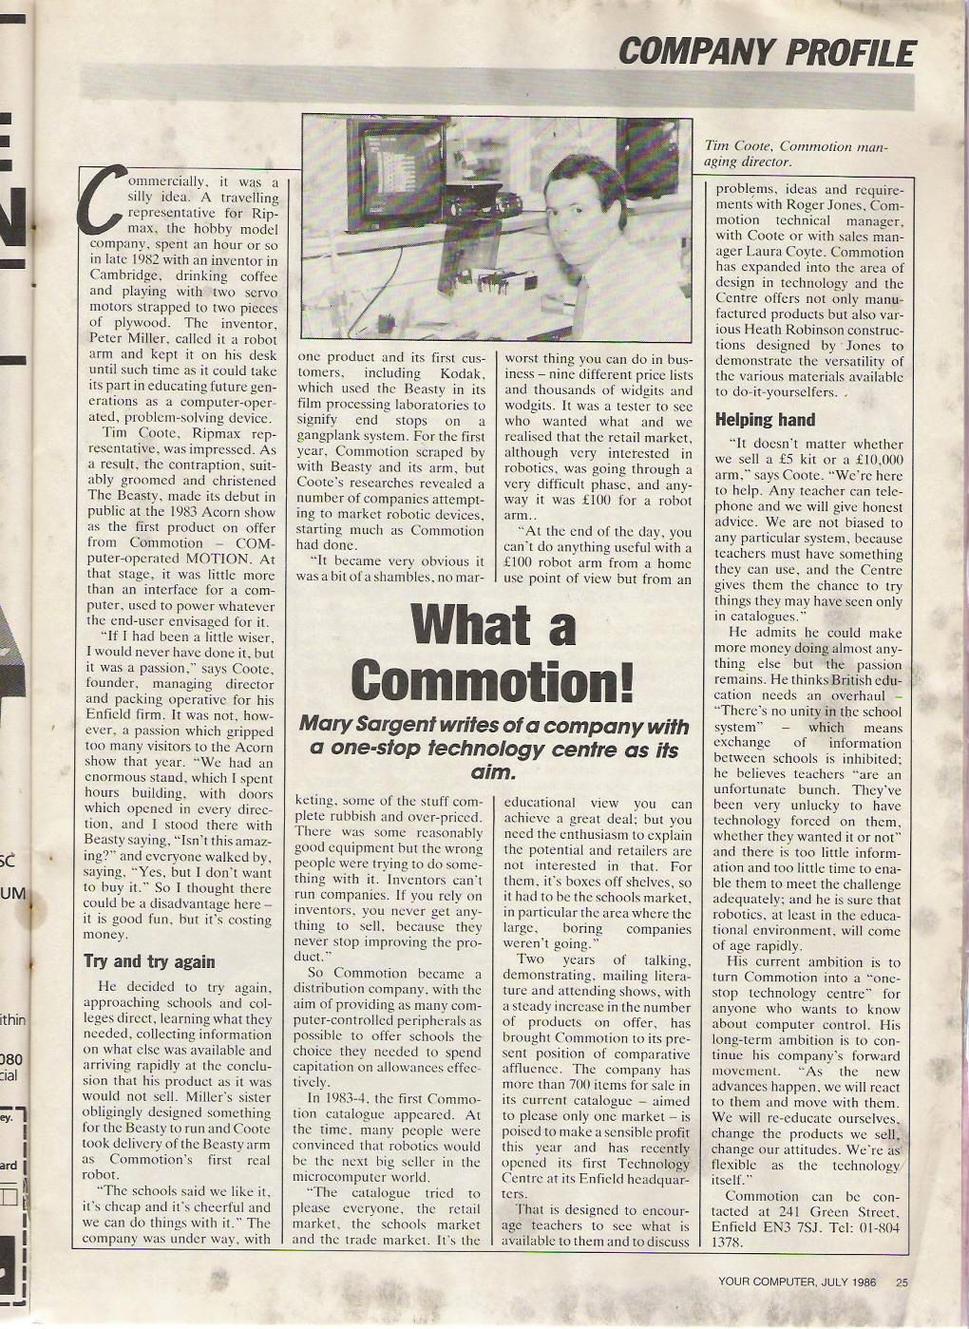 COMPANY PROFILE
Tim Coote, Commotion man-
aging director.
Commercially, it was a
silly idea. A travelling
representative for Rip-
max, the hobby model
company, spent an hour or so
in late 1982 with an inventor in
Cambridge, drinking coffee
and playing with two servo
motors strapped to two pieces
of plywood. The inventor,
Peter Miller, called it a robot
arm and kept it on his desk
until such time as it could take
its part in educating future gen-
erations as a computer-oper-
ated, problem-solving device.
Tim Coote, Ripmax rep-
resentative, was impressed. As
a result, the contraption, suit-
ably groomed and christened
The Beasty, made its debut in
public at the 1983 Acorn show
as the first product on offer
from Commotion – COM-
puter-operated MOTION. At
that stage, it was little more
than an interface for a com-
puter, used to power whatever
the end-user envisaged for it.
"If I had been a little wiser,
I would never have done it, but
it was a passion," says Coote,
founder, managing director
and packing operative for his
Enfield firm. It was not, how-
ever, a passion which gripped
too many visitors to the Acorn
show that year. "We had an
enormous stand, which I spent
hours building, with doors
which opened in every direc-
tion, and I stood there with
Beasty saying, "Isn't this amaz-
ing?" and everyone walked by,
saying, "Yes, but I don't want
to buy it." So I thought there
could be a disadvantage here –
it is good fun, but it's costing
money.
Try and try again
He decided to try again,
approaching schools and col-
leges direct, learning what they
needed, collecting information
on what else was available and
arriving rapidly at the conclu-
sion that his product as it was
would not sell. Miller's sister
obligingly designed something
for the Beasty to run and Coote
took delivery of the Beasty arm
as Commotion's first real
robot.
"The schools said we like it,
it's cheap and it's cheerful and
we can do things with it." The
company was under way, with
one product and its first cus-
tomers, including Kodak,
which used the Beasty in its
film processing laboratories to
signify end stops on a
gangplank system. For the first
year, Commotion scraped by
with Beasty and its arm, but
Coote's researches revealed a
number of companies attempt-
ing to market robotic devices,
starting much as Commotion
had done.
"It became very obvious it
was a bit of a shambles, no mar-
What a
Commotion!
Mary Sargent writes of a company with
a one-stop technology centre as its
aim.
keting, some of the stuff com-
plete rubbish and over-priced.
There was some reasonably
good equipment but the wrong
people were trying to do some-
thing with it. Inventors can't
run companies. If you rely on
inventors, you never get any-
thing to sell, because they
never stop improving the pro-
duct."
So Commotion became a
distribution company, with the
aim of providing as many com-
puter-controlled peripherals as
possible to offer schools the
choice they needed to spend
capitation on allowances effec-
tively.
In 1983-4, the first Commo-
tion catalogue appeared. At
the time, many people were
convinced that robotics would
be the next big seller in the
microcomputer world.
"The catalogue tried to
please everyone, the retail
market, the schools market
and the trade market. It's the
worst thing you can do in bus-
iness – nine different price lists
and thousands of widgits and
wodgits. It was a tester to see
who wanted what and we
realised that the retail market,
although very interested in
robotics, was going through a
very difficult phase, and any-
way it was £100 for a robot
arm..
"At the end of the day, you
can't do anything useful with a
£100 robot arm from a home
use point of view but from an
educational view you can
achieve a great deal; but you
need the enthusiasm to explain
the potential and retailers are
not interested in that. For
them, it's boxes off shelves, so
it had to be the schools market,
in particular the area where the
large, boring companies
weren't going."
Two years of talking,
demonstrating, mailing litera-
ture and attending shows, with
a steady increase in the number
of products on offer, has
brought Commotion to its pre-
sent position of comparative
affluence. The company has
more than 700 items for sale in
its current catalogue – aimed
to please only one market – is
poised to make a sensible profit
this year and has recently
opened its first Technology
Centre at its Enfield headquar-
ters.
That is designed to encour-
age teachers to see what is
available to them and to discuss
problems, ideas and require-
ments with Roger Jones, Com-
motion technical manager,
with Coote or with sales man-
ager Laura Coyte. Commotion
has expanded into the area of
design in technology and the
Centre offers not only manu-
factured products but also var-
ious Heath Robinson construc-
tions designed by Jones to
demonstrate the versatility of
the various materials available
to do-it-yourselfers. .
Helping hand
"It doesn't matter whether
we sell a £5 kit or a £10,000
arm," says Coote. "We're here
to help. Any teacher can tele-
phone and we will give honest
advice. We are not biased to
any particular system, because
teachers must have something
they can use, and the Centre
gives them the chance to try
things they may have seen only
in catalogues."
He admits he could make
more money doing almost any-
thing else but the passion
remains. He thinks British edu-
cation needs an overhaul –
"There's no unity in the school
system" – which means
exchange of information
between schools is inhibited;
he believes teachers "are an
unfortunate bunch. They've
been very unlucky to have
technology forced on them,
whether they wanted it or not"
and there is too little inform-
ation and too little time to ena-
ble them to meet the challenge
adequately; and he is sure that
robotics, at least in the educa-
tional environment, will come
of age rapidly.
His current ambition is to
turn Commotion into a "one-
stop technology centre" for
anyone who wants to know
about computer control. His
long-term ambition is to con-
tinue his company's forward
movement. "As the new
advances happen, we will react
to them and move with them.
We will re-educate ourselves,
change the products we sell,
change our attitudes. We're as
flexible as the technology
itself."
Commotion can be con-
tacted at 241 Green Street,
Enfield EN3 7SJ. Tel: 01-804
1378.
YOUR COMPUTER, JULY 1986 25